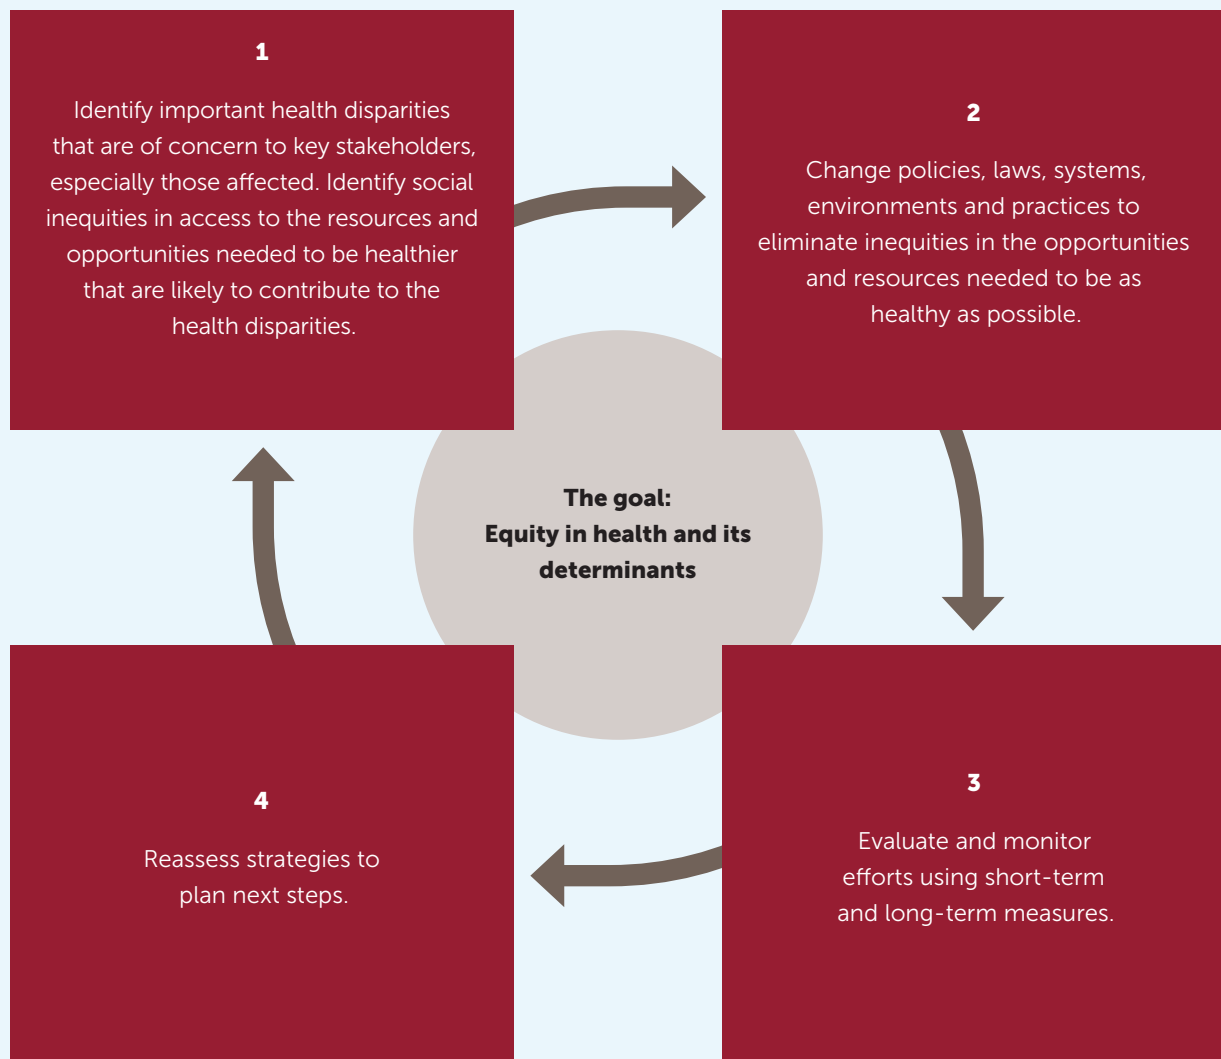 1
Identify important health disparities
that are of concern to key stakeholders,
especially those affected. Identify social
inequities in access to the resources and
opportunities needed to be healthier
that are likely to contribute to the
health disparities.
2
Change policies, laws, systems,
environments and practices to
eliminate inequities in the opportunities
and resources needed to be as
healthy as possible.
The goal:
Equity in health and its
determinants
3
Evaluate and monitor
efforts using short-term
and long-term measures.
4
Reassess strategies to
plan next steps.